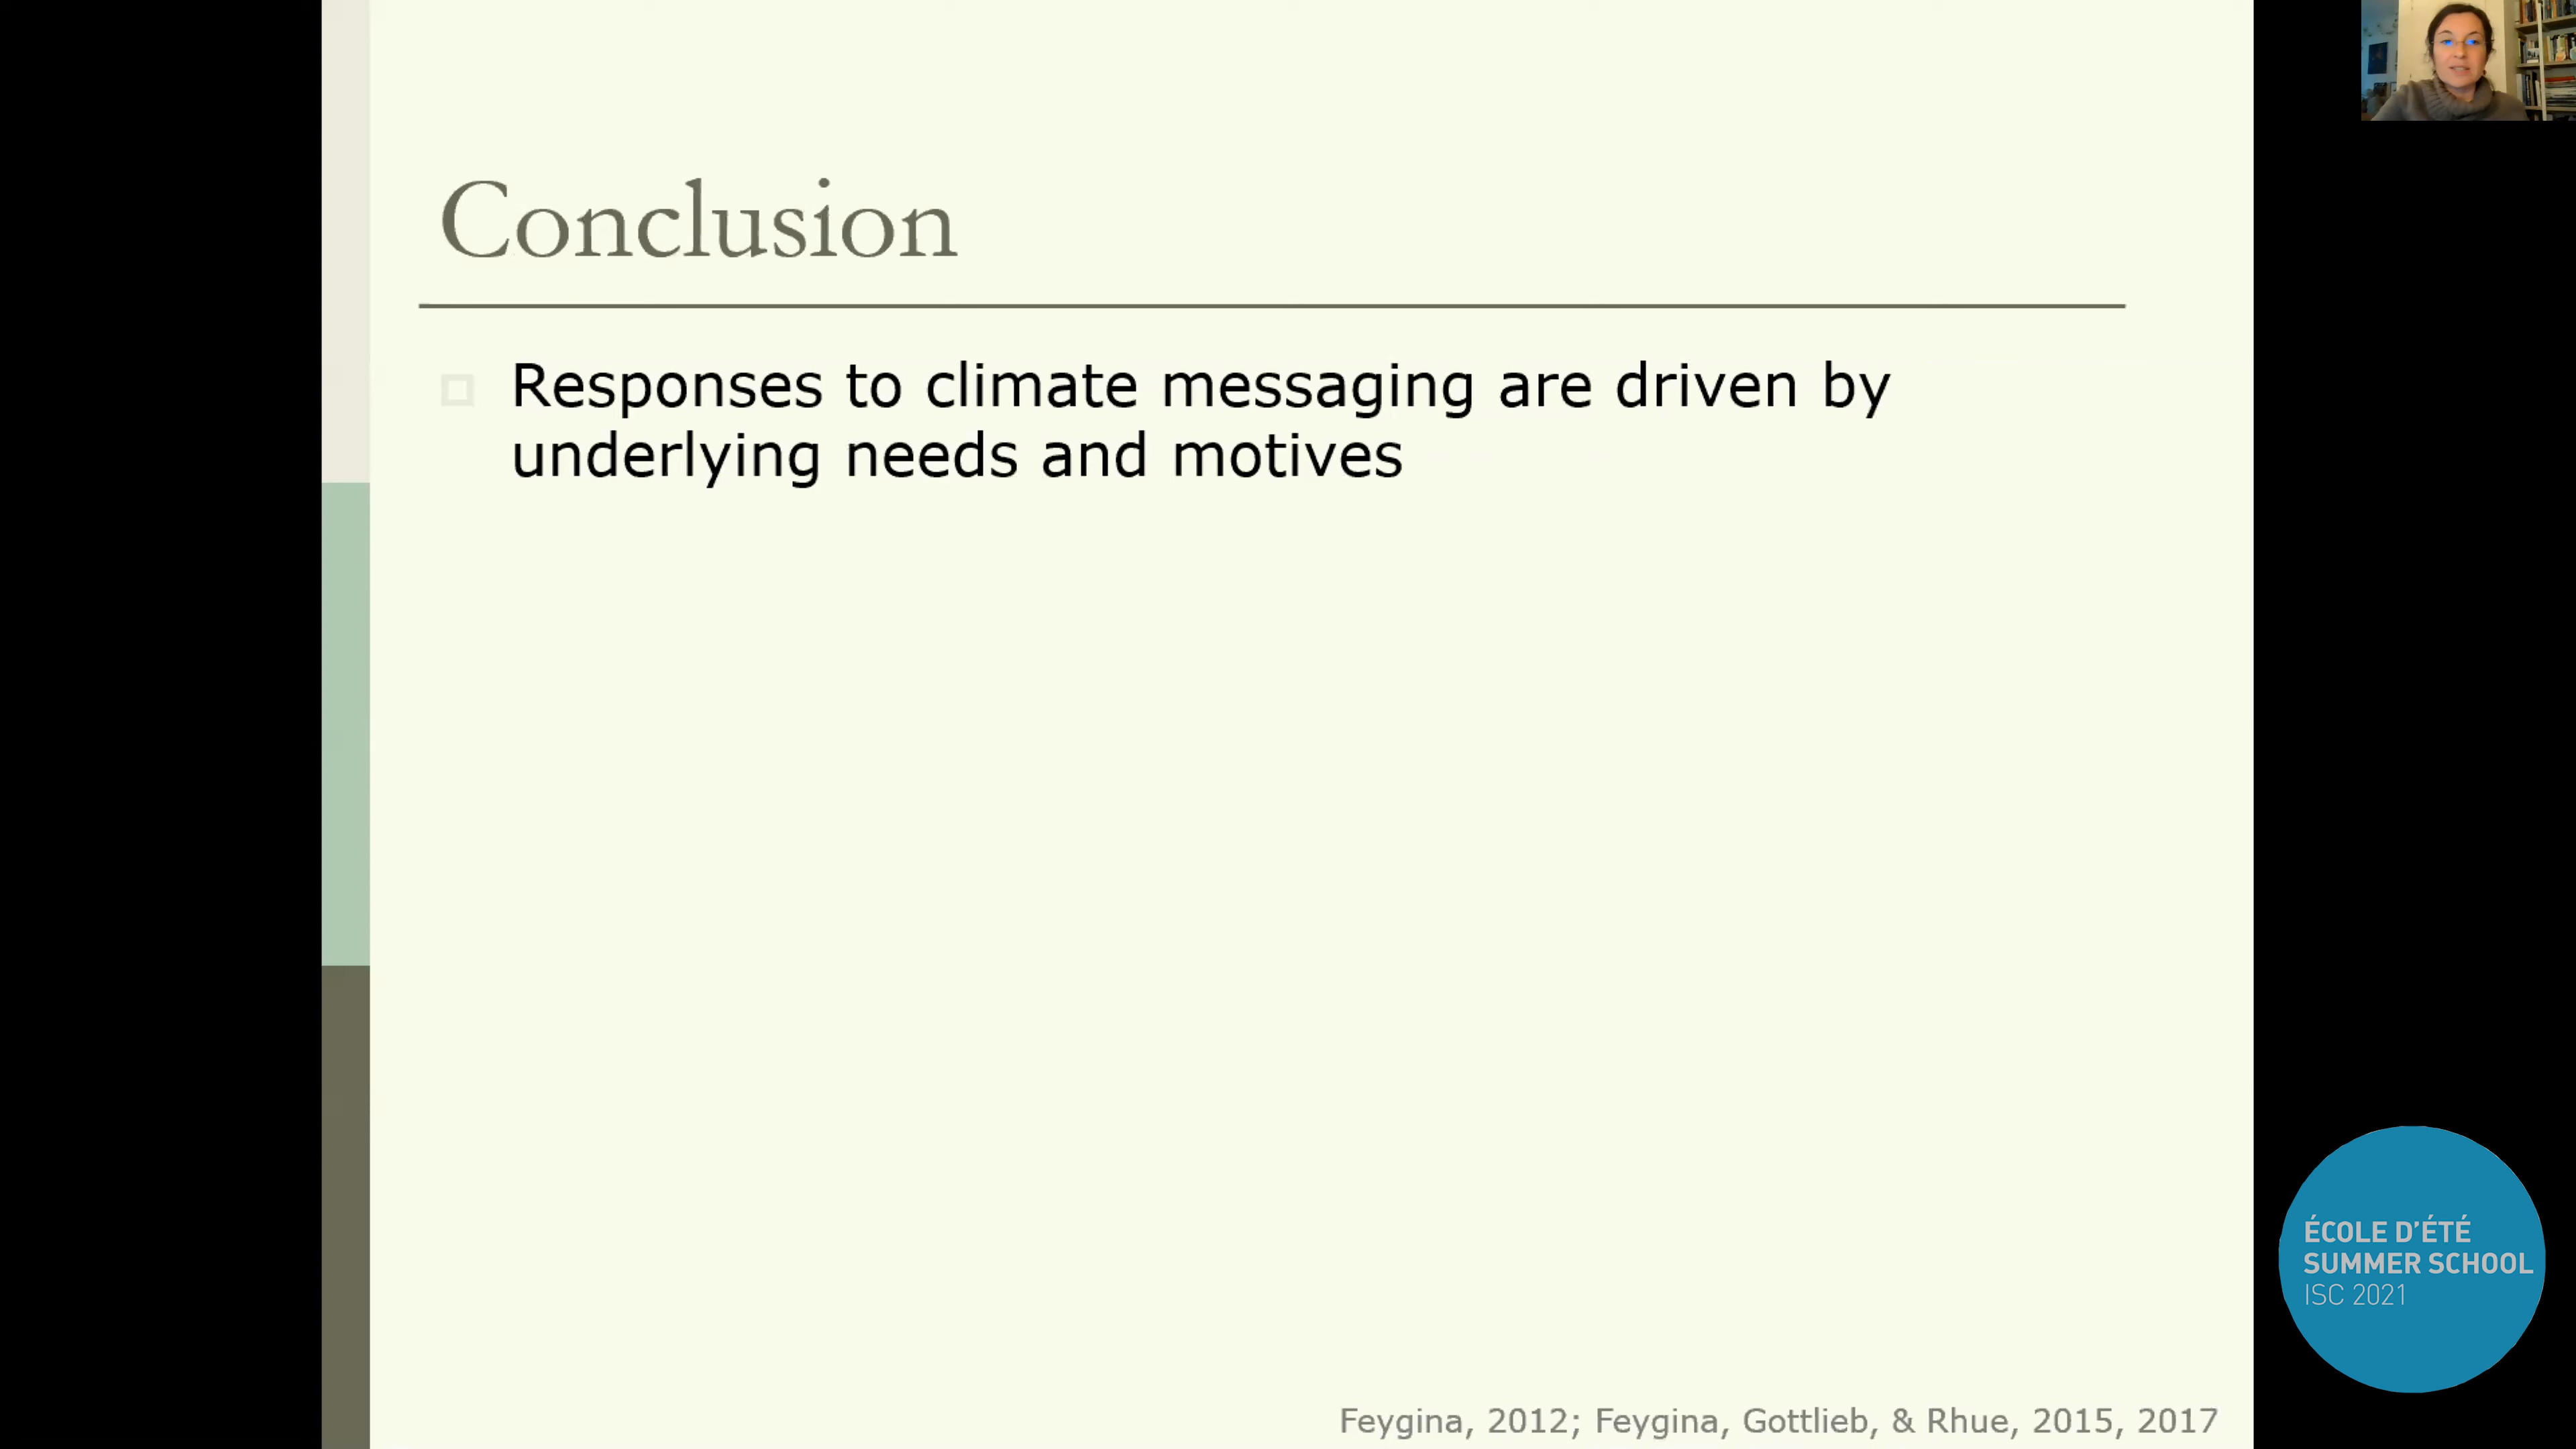 Conclusion
Responses to climate messaging are driven by
underlying needs and motives
ÉCOLE D'ÉTÉ
SUMMER SCHOOL
ISC 2021
Feygina, 2012; Feygina, Gottlieb, & Rhue, 2015, 2017